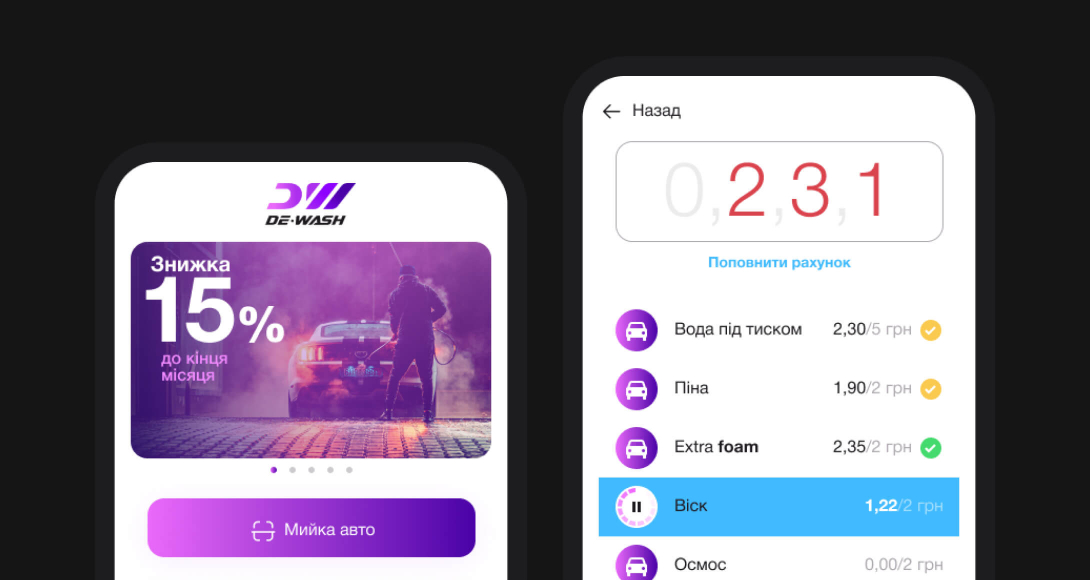 DE·WASH
Знижка
15%
до кінця
місяця
Мийка авто
Назад
0,2,3,1
Поповнити рахунок
Вода під тиском 2,30/5 грн
Піна 1,90/2 грн
Extra foam 2,35/2 грн
Віск 1,22/2 грн
Осмос 0,00/2 грн